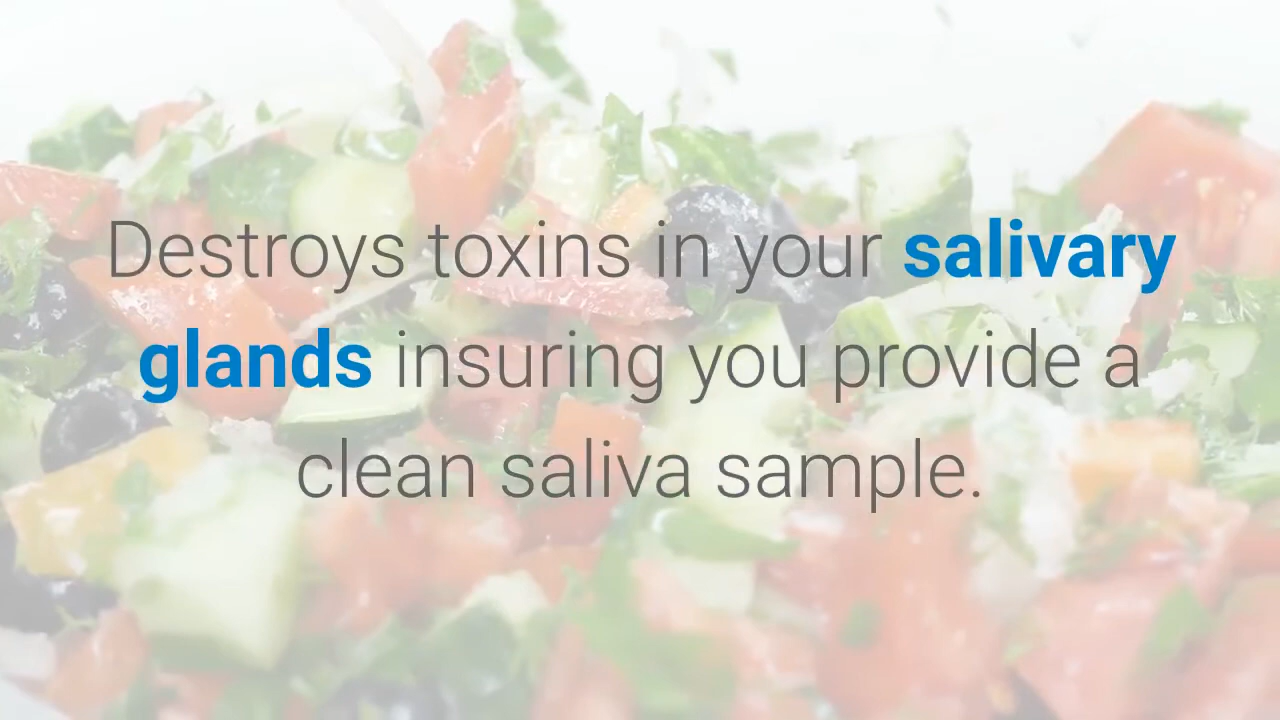 Destroys toxins in your salivary
glands insuring you provide a
clean saliva sample.